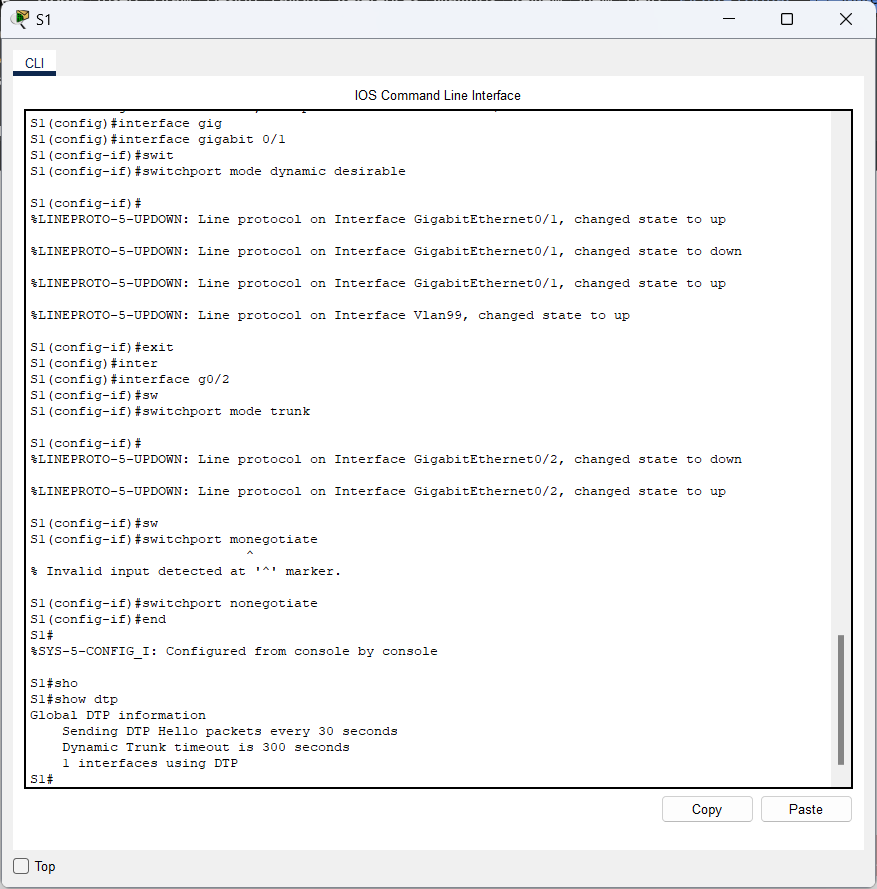 S1
CLI
IOS Command Line Interface
S1(config)#interface gig
S1(config)#interface gigabit 0/1
S1(config-if)#swit
S1(config-if)#switchport mode dynamic desirable
S1(config-if)#
%LINEPROTO-5-UPDOWN: Line protocol on Interface GigabitEthernet0/1, changed state to up
%LINEPROTO-5-UPDOWN: Line protocol on Interface GigabitEthernet0/1, changed state to down
%LINEPROTO-5-UPDOWN: Line protocol on Interface GigabitEthernet0/1, changed state to up
%LINEPROTO-5-UPDOWN: Line protocol on Interface Vlan99, changed state to up
S1(config-if)#exit
S1(config)#inter
S1(config)#interface g0/2
S1(config-if)#sw
S1(config-if)#switchport mode trunk
S1(config-if)#
%LINEPROTO-5-UPDOWN: Line protocol on Interface GigabitEthernet0/2, changed state to down
%LINEPROTO-5-UPDOWN: Line protocol on Interface GigabitEthernet0/2, changed state to up
S1(config-if)#sw
S1(config-if)#switchport monegotiate
^
% Invalid input detected at '^' marker.
S1(config-if)#switchport nonegotiate
S1(config-if)#end
S1#
%SYS-5-CONFIG_I: Configured from console by console
S1#sho
S1#show dtp
Global DTP information
Sending DTP Hello packets every 30 seconds
Dynamic Trunk timeout is 300 seconds
1 interfaces using DTP
S1#
Copy
Paste
Top